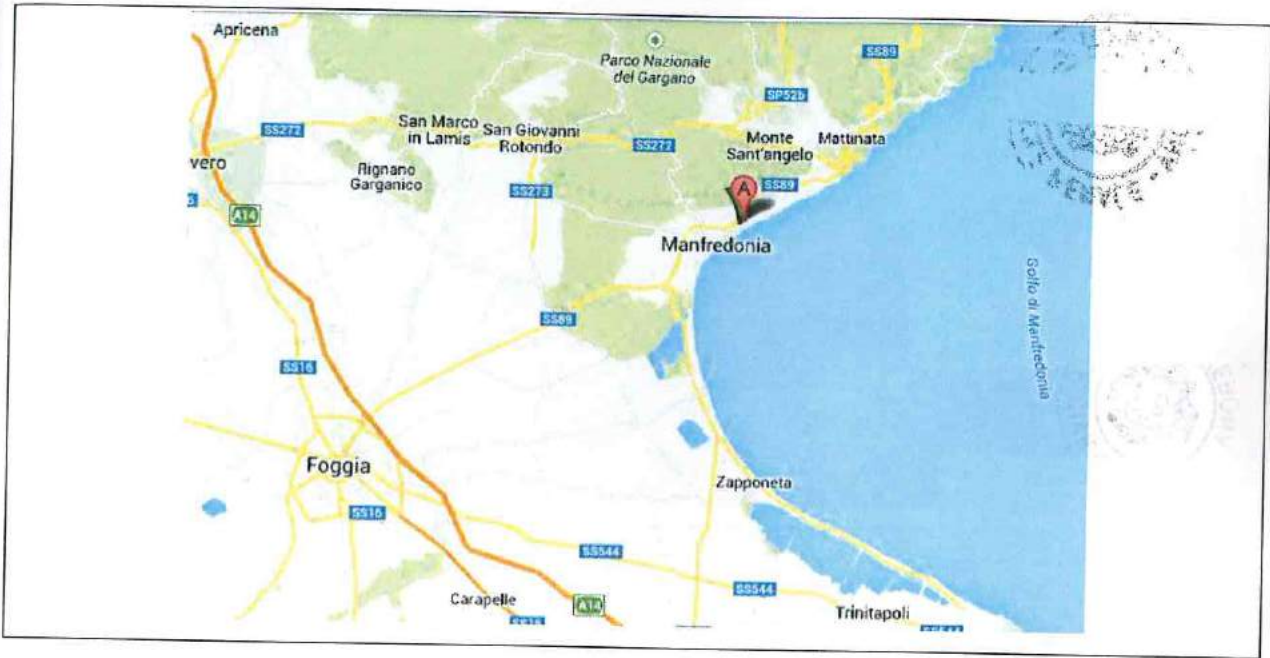 Apricena
Parco Nazionale
del Gargano
SS89
SP52b
SS272
San Marco
in Lamis
San Giovanni
Rotondo
SS272
Monte
Sant'angelo
Mattinata
vero
Rignano
Garganico
SS273
SS89
A
A14
Manfredonia
Golfo di Manfredonia
SS89
SS16
Foggia
Zapponeta
SS16
SS544
SS544
Carapelle
A14
Trinitapoli
SS16
SS544